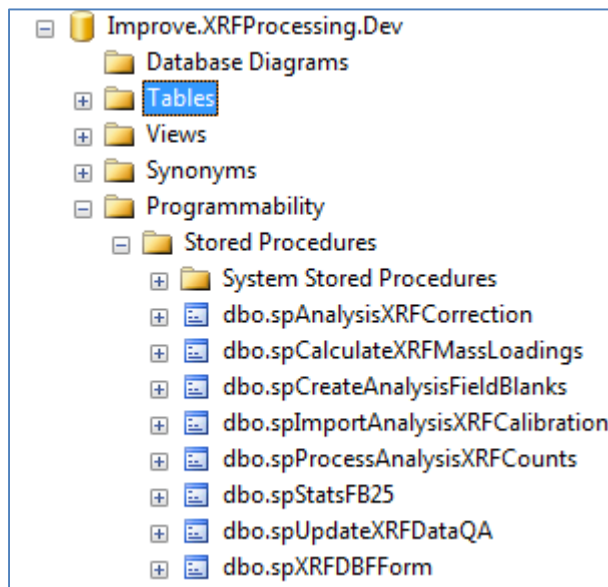 Improve.XRFProcessing.Dev
Database Diagrams
Tables
Views
Synonyms
Programmability
Stored Procedures
System Stored Procedures
dbo.spAnalysisXRFCorrection
dbo.spCalculateXRFMassLoadings
dbo.spCreateAnalysisFieldBlanks
dbo.spImportAnalysisXRFCalibration
dbo.spProcessAnalysisXRFCounts
dbo.spStatsFB25
dbo.spUpdateXRFDataQA
dbo.spXRFDBFForm